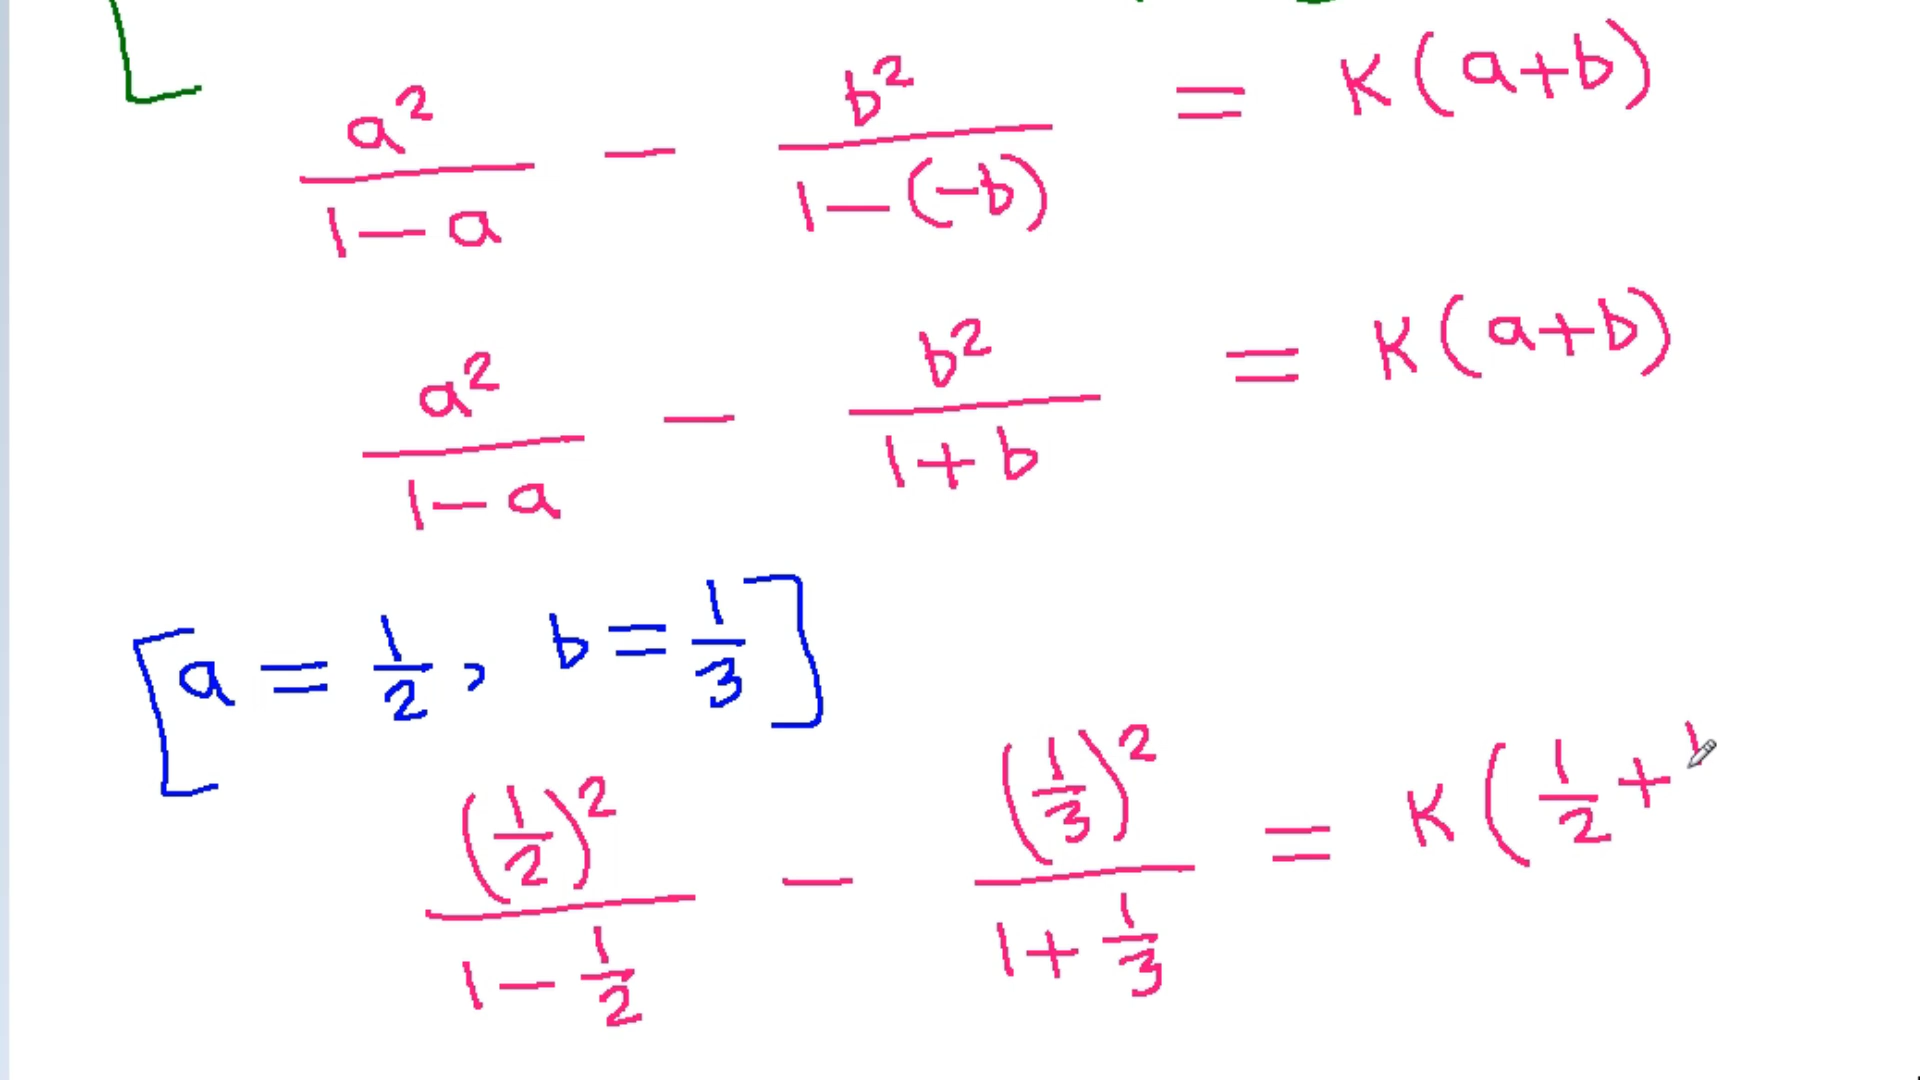 a²/(1-a) - b²/(1-(-b)) = K(a+b)
a²/(1-a) - b²/(1+b) = K(a+b)
[a = 1/2, b = 1/3]
(1/2)²/(1-1/2) - (1/3)²/(1+1/3) = K(1/2+